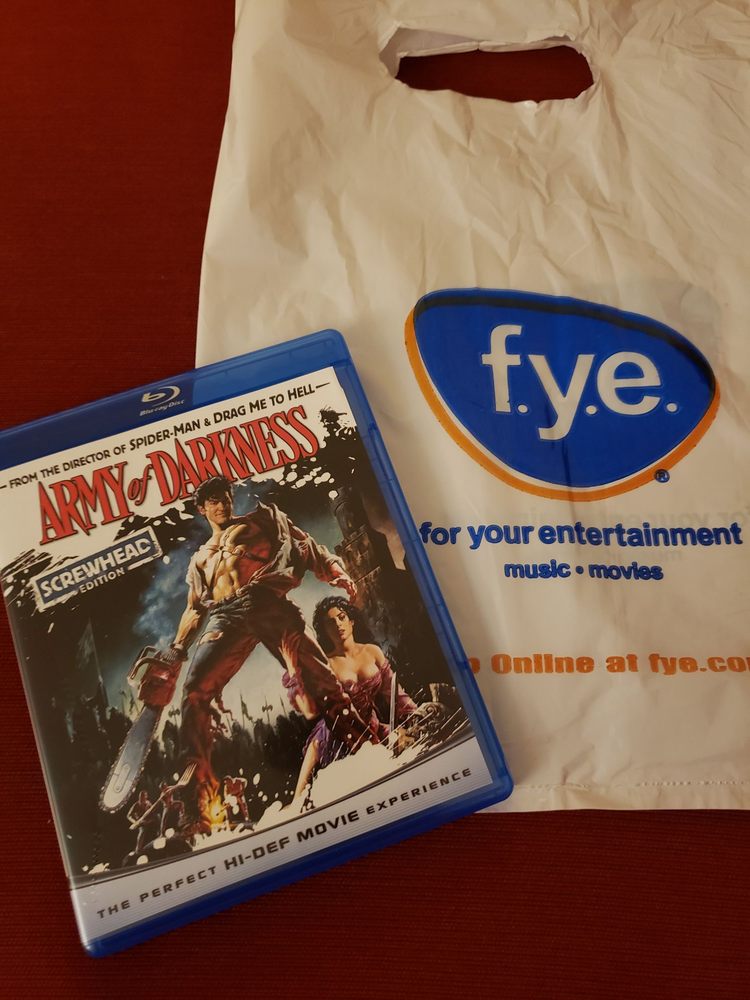 Blu-ray Disc
FROM THE DIRECTOR OF SPIDER-MAN & DRAG ME TO HELL
ARMY of DARKNESS
SCREWHEAD
EDITION
THE PERFECT HI-DEF MOVIE EXPERIENCE
f.y.e.
®
for your entertainment
music • movies
Online at fye.co